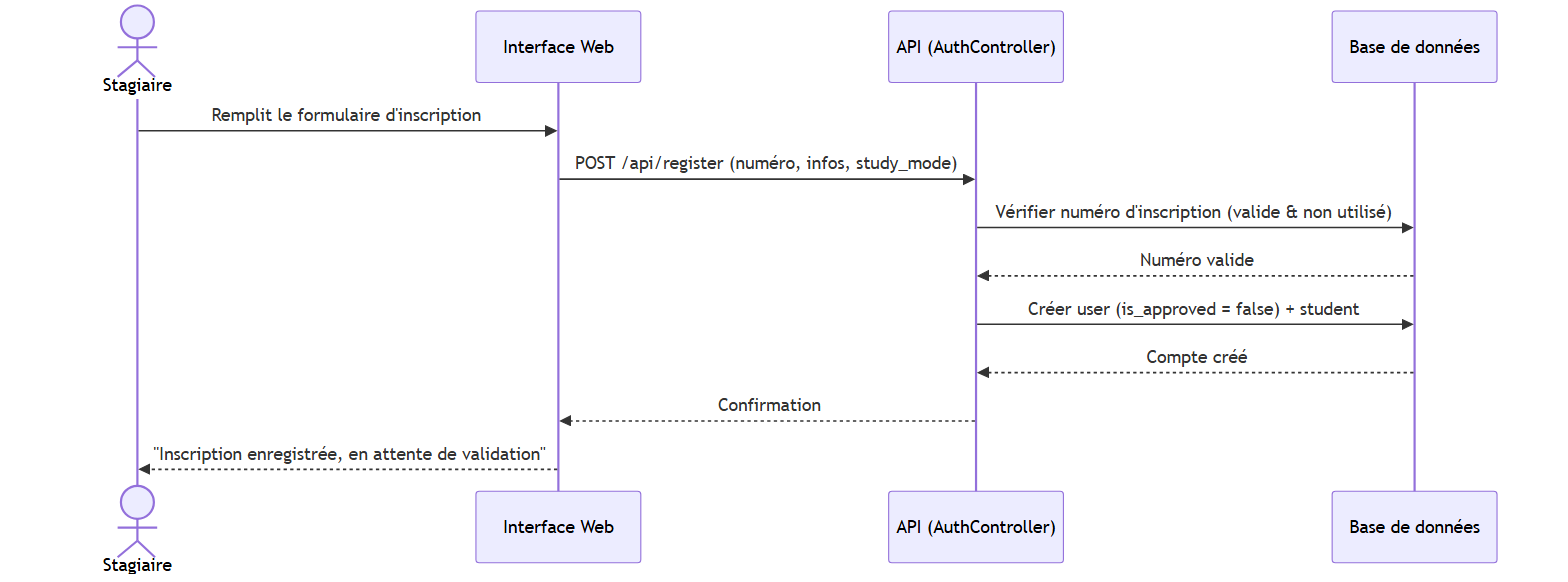 Stagiaire
Interface Web
API (AuthController)
Base de données
Remplit le formulaire d'inscription
POST /api/register (numéro, infos, study_mode)
Vérifier numéro d'inscription (valide & non utilisé)
Numéro valide
Créer user (is_approved = false) + student
Compte créé
Confirmation
"Inscription enregistrée, en attente de validation"
Stagiaire
Interface Web
API (AuthController)
Base de données